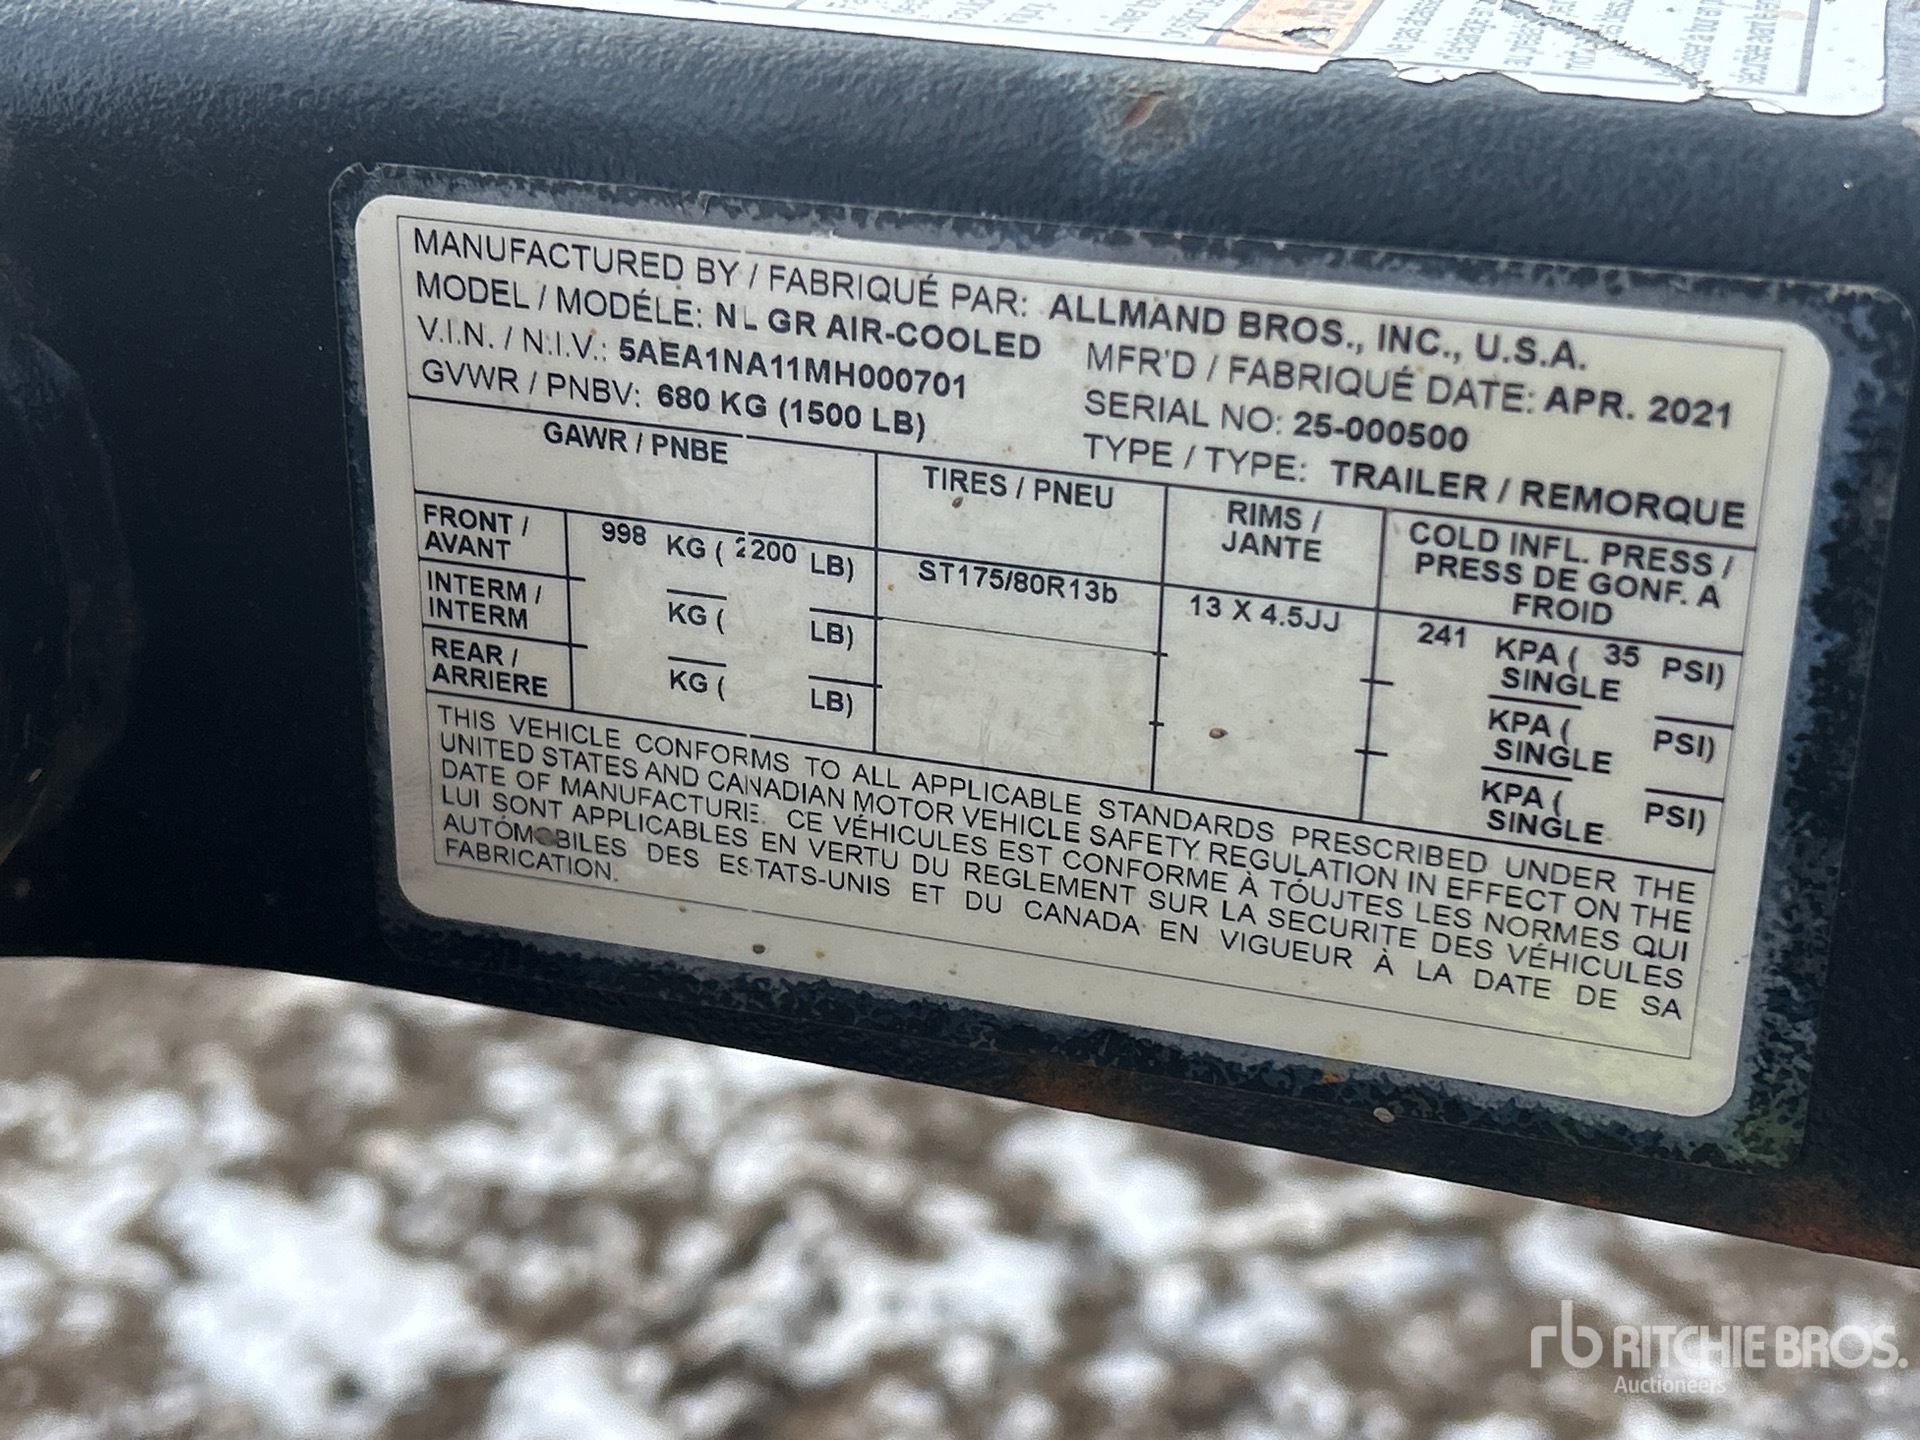 MANUFACTURED BY / FABRIQUÉ PAR: ALLMAND BROS., INC., U.S.A.
MODEL / MODÉLE: NL GR AIR-COOLED MFR'D / FABRIQUÉ DATE: APR. 2021
V.I.N. / N.I.V.: 5AEA1NA11MH000701 SERIAL NO: 25-000500
GVWR / PNBV: 680 KG (1500 LB) TYPE / TYPE: TRAILER / REMORQUE
GAWR / PNBE TIRES / PNEU RIMS / JANTE COLD INFL. PRESS / PRESS DE GONF. A FROID
FRONT / AVANT 998 KG ( 2200 LB) ST175/80R13b 13 X 4.5JJ 241 KPA ( 35 PSI) SINGLE
INTERM / INTERM KG ( LB) KPA ( PSI) SINGLE
REAR / ARRIERE KG ( LB) KPA ( PSI) SINGLE
THIS VEHICLE CONFORMS TO ALL APPLICABLE STANDARDS PRESCRIBED UNDER THE
UNITED STATES AND CANADIAN MOTOR VEHICLE SAFETY REGULATION IN EFFECT ON THE
DATE OF MANUFACTURE. CE VÉHICULES EST CONFORME À TOUJTES LES NORMES QUI
LUI SONT APPLICABLES EN VERTU DU REGLEMENT SUR LA SECURITE DES VÉHICULES
AUTOMOBILES DES ESTATS-UNIS ET DU CANADA EN VIGUEUR À LA DATE DE SA
FABRICATION.
rb RITCHIE BROS.
Auctioneers